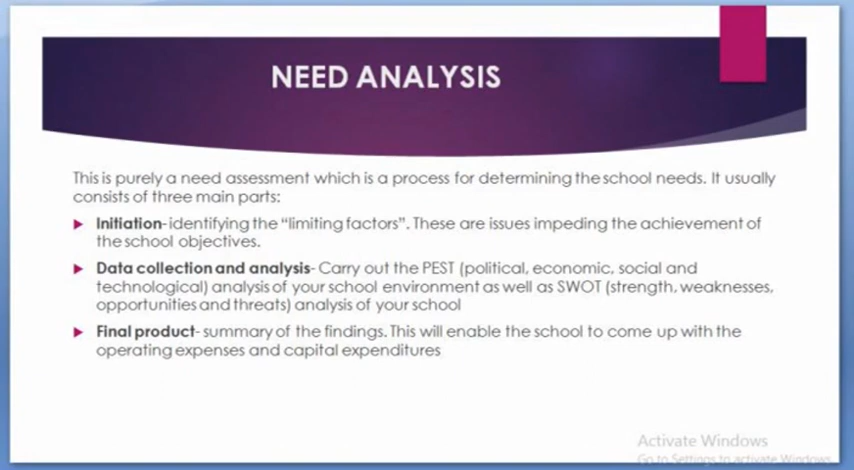 NEED ANALYSIS
This is purely a need assessment which is a process for determining the school needs. It usually
consists of three main parts:
Initiation- identifying the “limiting factors”. These are issues impeding the achievement of
the school objectives.
Data collection and analysis- Carry out the PEST (political, economic, social and
technological) analysis of your school environment as well as SWOT (strength, weaknesses,
opportunities and threats) analysis of your school
Final product- summary of the findings. This will enable the school to come up with the
operating expenses and capital expenditures
Activate Windows
Go to Settings to activate Windows.